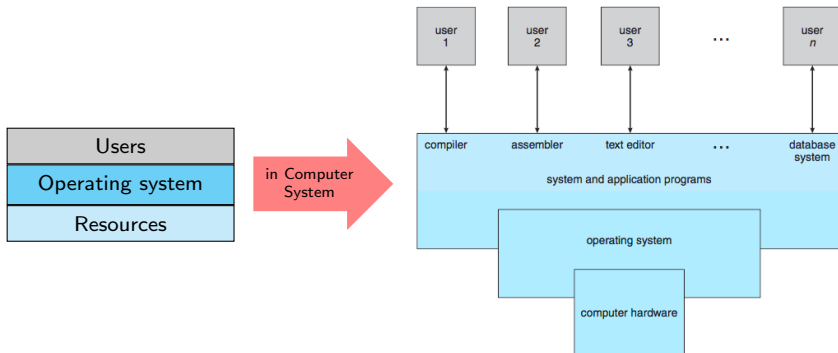 Users
Operating system
Resources
in Computer
System
user
1
user
2
user
3
...
user
n
compiler
assembler
text editor
...
database
system
system and application programs
operating system
computer hardware